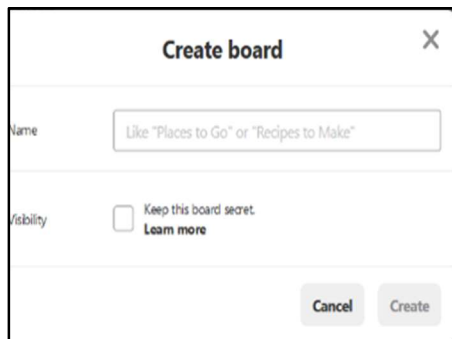 Create board
Name
Like "Places to Go" or "Recipes to Make"
Visibility
Keep this board secret.
Learn more
Cancel
Create